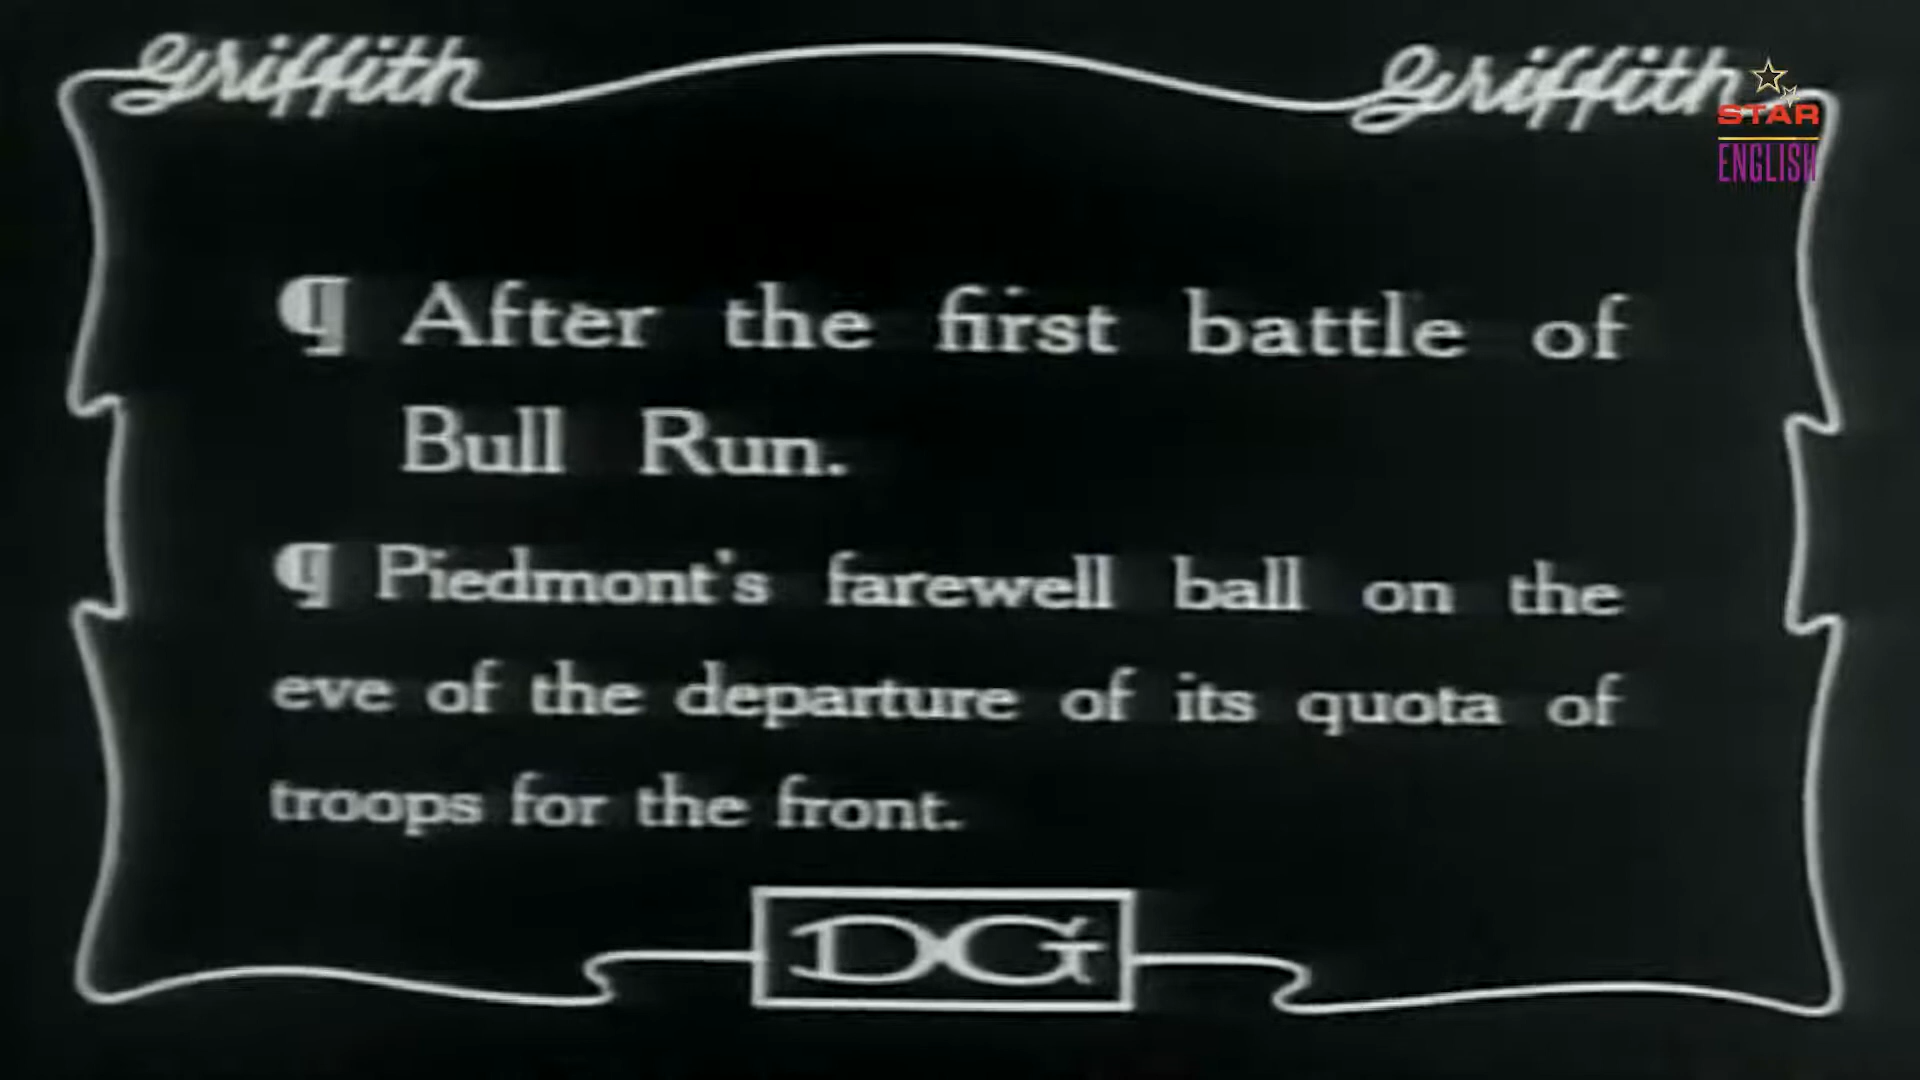 Griffith Griffith
STAR
ENGLISH
¶ After the first battle of
Bull Run.
¶ Piedmont's farewell ball on the
eve of the departure of its quota of
troops for the front.
DG